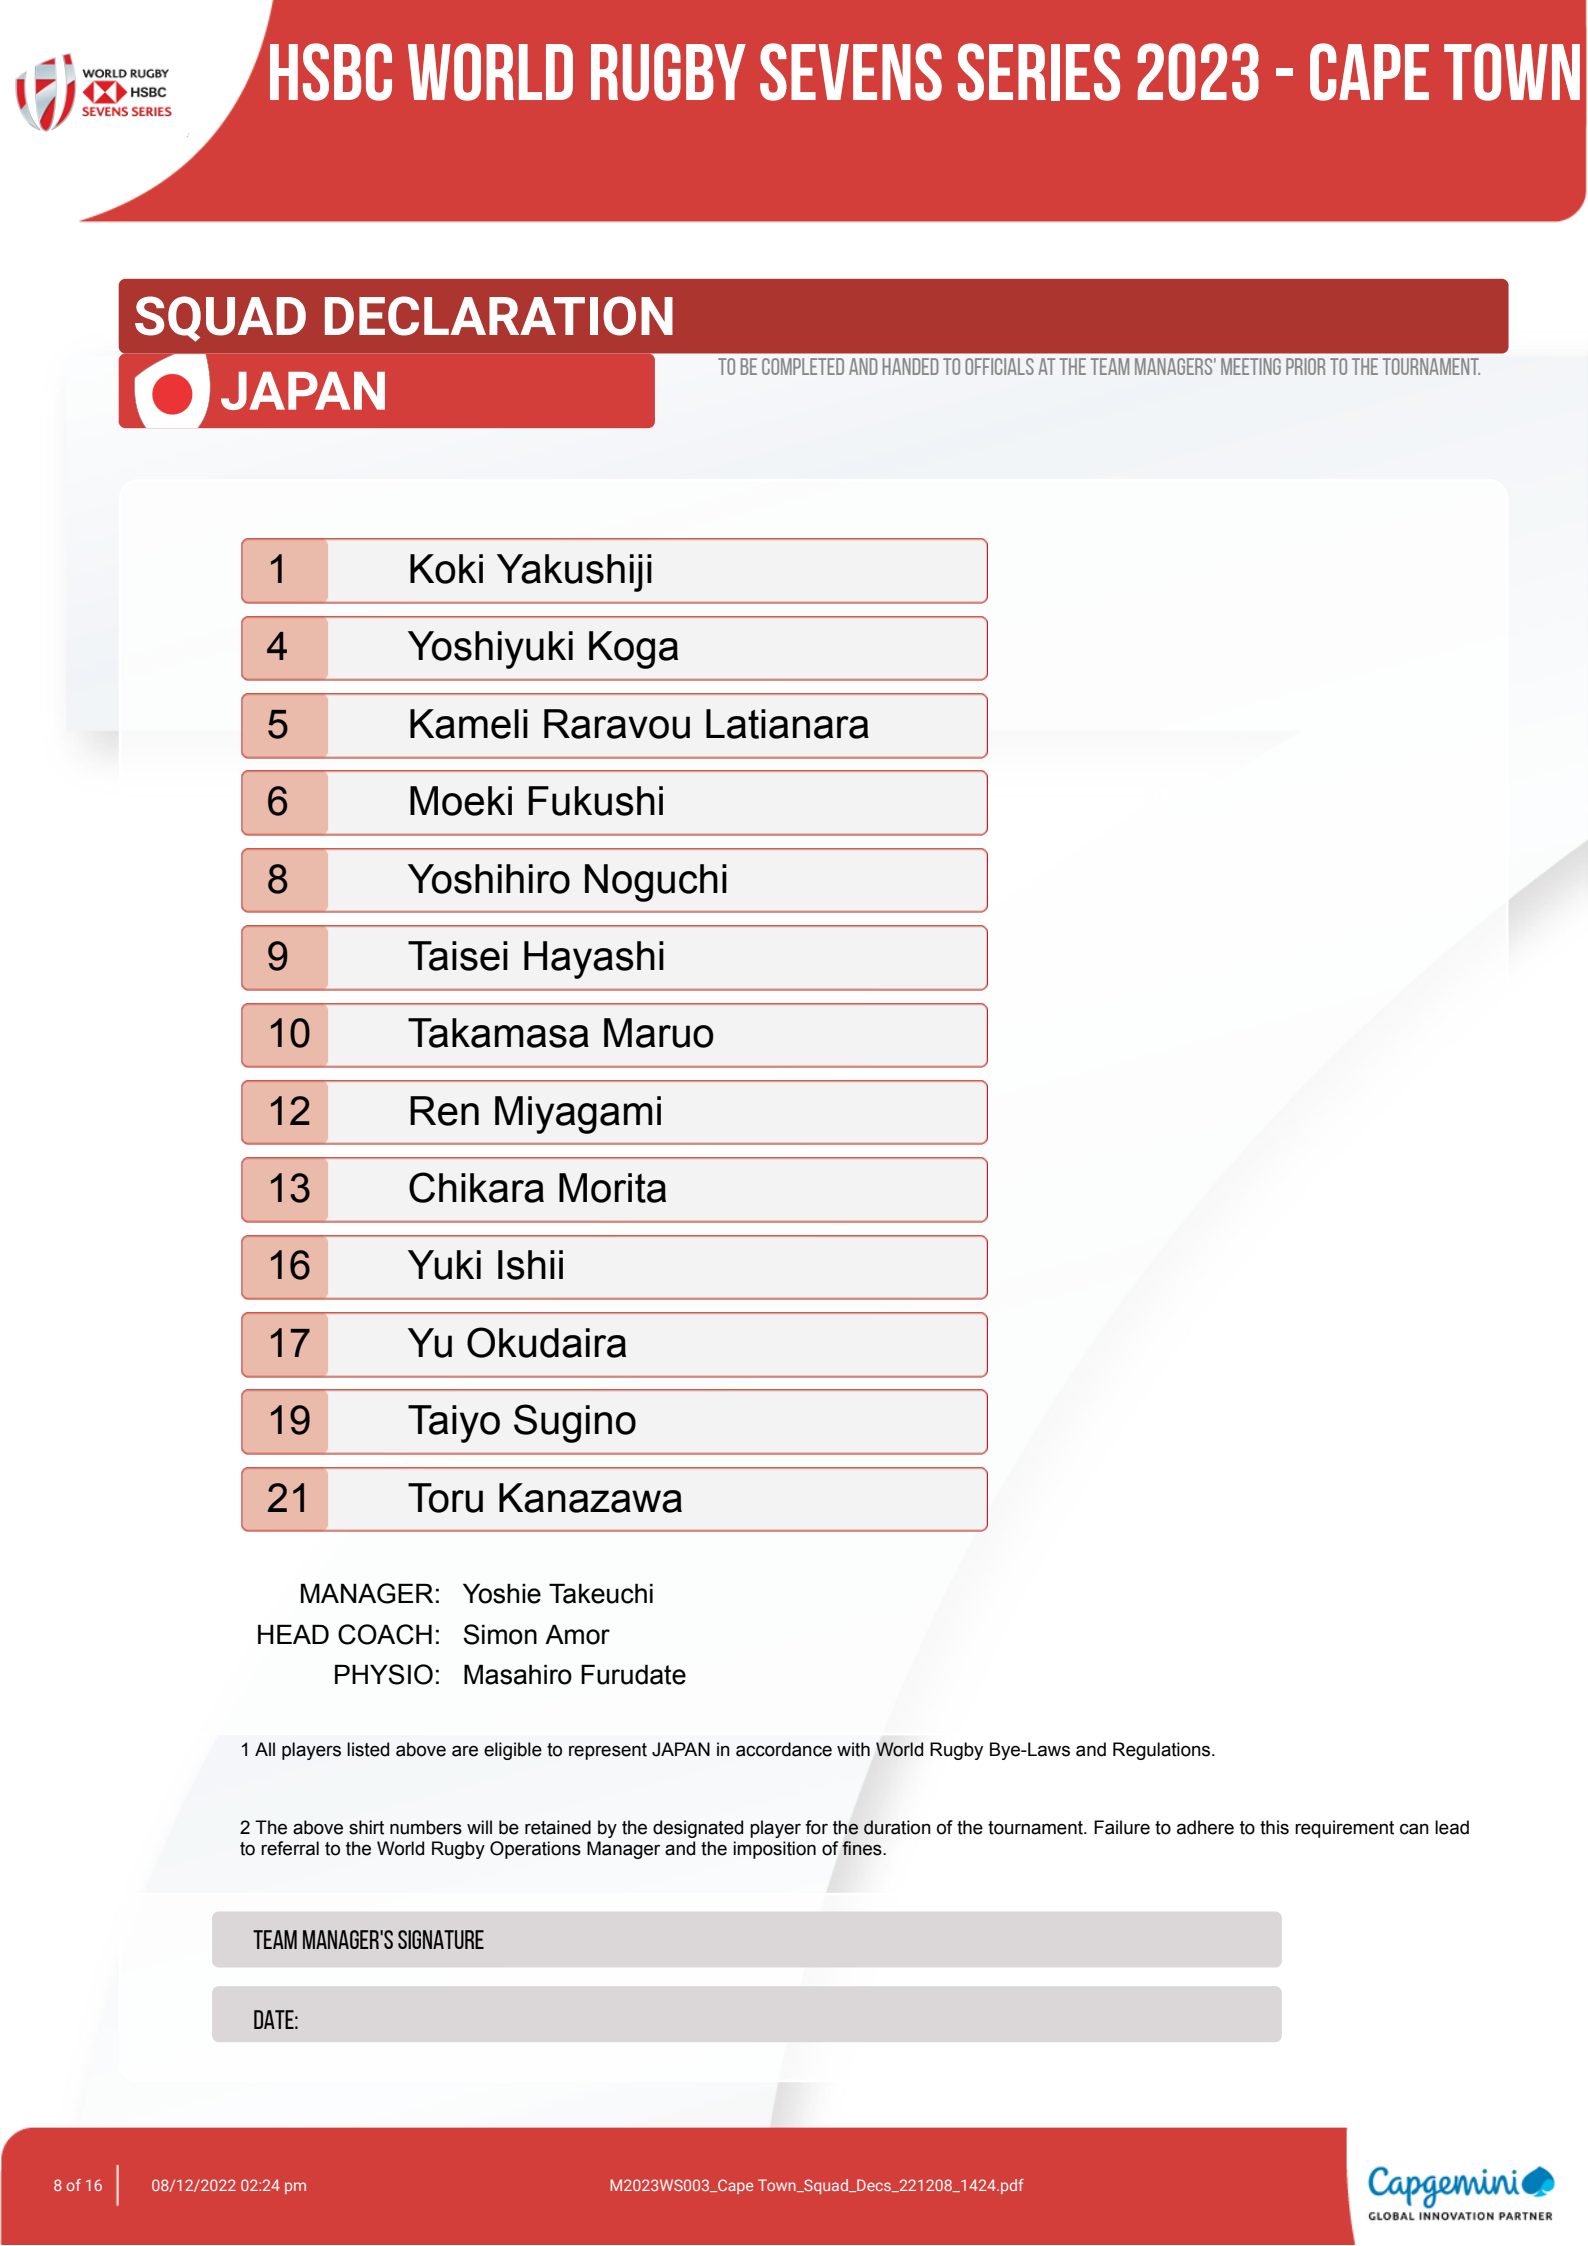 WORLD RUGBY
HSBC
SEVENS SERIES
HSBC WORLD RUGBY SEVENS SERIES 2023 - CAPE TOWN
SQUAD DECLARATION
JAPAN
TO BE COMPLETED AND HANDED TO OFFICIALS AT THE TEAM MANAGERS' MEETING PRIOR TO THE TOURNAMENT.
1 Koki Yakushiji
4 Yoshiyuki Koga
5 Kameli Raravou Latianara
6 Moeki Fukushi
8 Yoshihiro Noguchi
9 Taisei Hayashi
10 Takamasa Maruo
12 Ren Miyagami
13 Chikara Morita
16 Yuki Ishii
17 Yu Okudaira
19 Taiyo Sugino
21 Toru Kanazawa
MANAGER: Yoshie Takeuchi
HEAD COACH: Simon Amor
PHYSIO: Masahiro Furudate
1 All players listed above are eligible to represent JAPAN in accordance with World Rugby Bye-Laws and Regulations.
2 The above shirt numbers will be retained by the designated player for the duration of the tournament. Failure to adhere to this requirement can lead
to referral to the World Rugby Operations Manager and the imposition of fines.
TEAM MANAGER'S SIGNATURE
DATE:
8 of 16 08/12/2022 02:24 pm M2023WS003_Cape Town_Squad_Decs_221208_1424.pdf
Capgemini
GLOBAL INNOVATION PARTNER